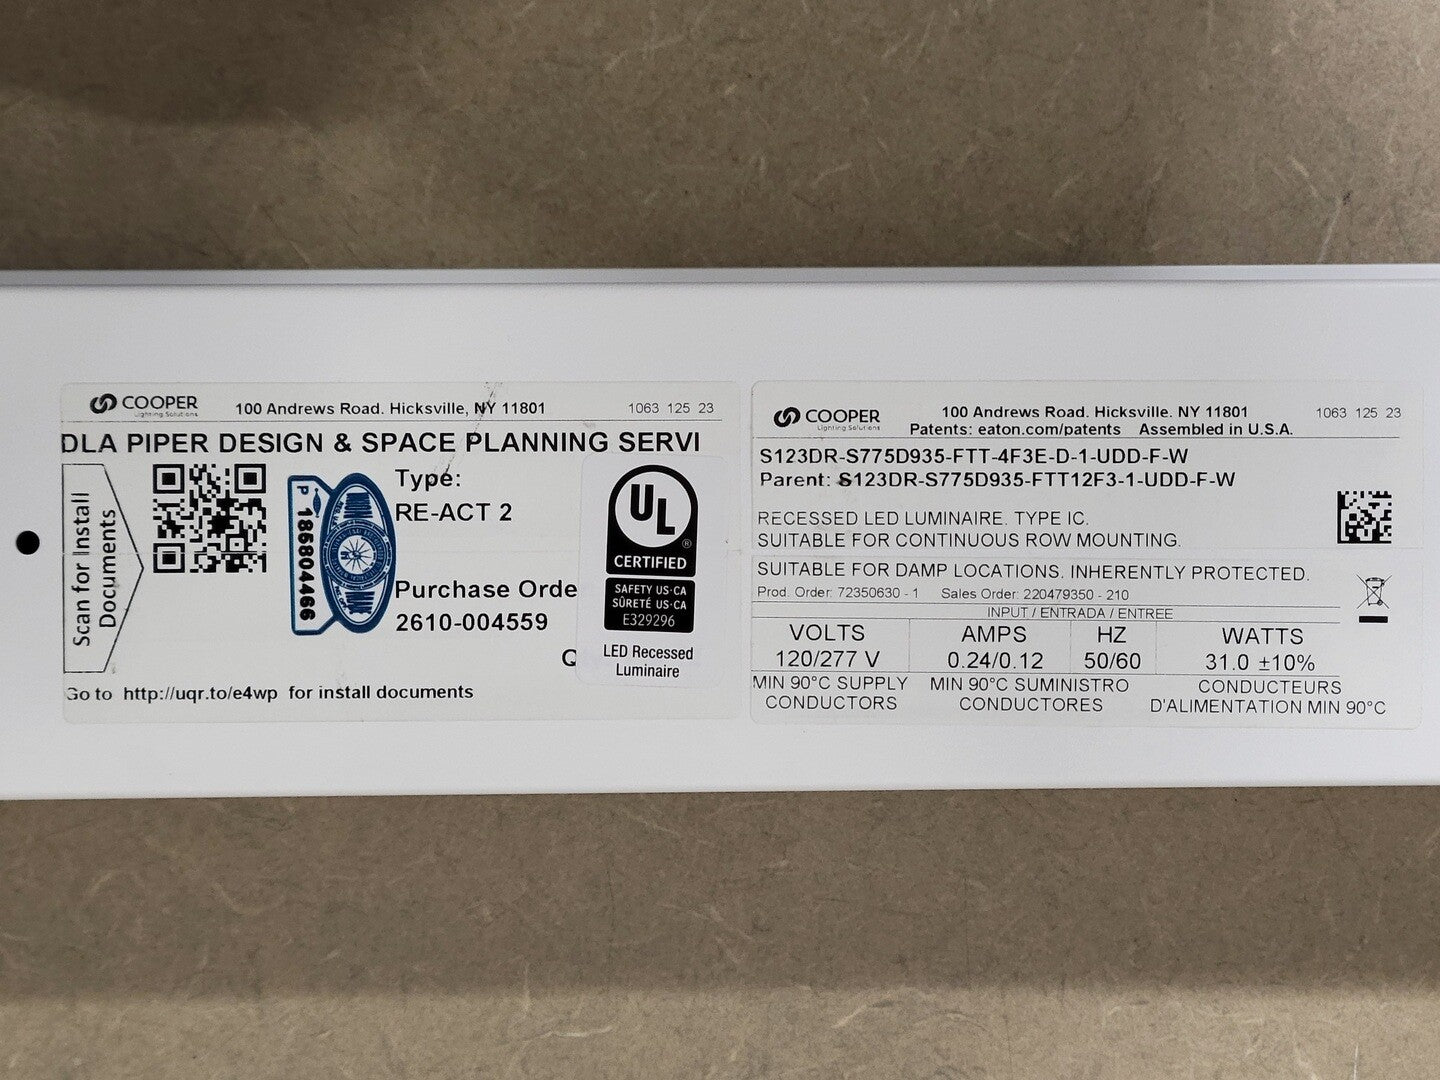 COOPER
Lighting Solutions
100 Andrews Road. Hicksville, NY 11801
1063 125 23
DLA PIPER DESIGN & SPACE PLANNING SERVI
Scan for Install
Documents
P 186804466
Type:
RE-ACT 2
Purchase Orde
2610-004559
Q
UL
®
CERTIFIED
SAFETY US·CA
SÛRETÉ US·CA
E329296
LED Recessed
Luminaire
Go to http://uqr.to/e4wp for install documents
COOPER
Lighting Solutions
100 Andrews Road. Hicksville. NY 11801
1063 125 23
Patents: eaton.com/patents Assembled in U.S.A.
S123DR-S775D935-FTT-4F3E-D-1-UDD-F-W
Parent: S123DR-S775D935-FTT12F3-1-UDD-F-W
RECESSED LED LUMINAIRE. TYPE IC.
SUITABLE FOR CONTINUOUS ROW MOUNTING.
SUITABLE FOR DAMP LOCATIONS. INHERENTLY PROTECTED.
Prod. Order: 72350630 - 1 Sales Order: 220479350 - 210
INPUT / ENTRADA / ENTREE
VOLTS AMPS HZ WATTS
120/277 V 0.24/0.12 50/60 31.0 ±10%
MIN 90°C SUPPLY CONDUCTORS
MIN 90°C SUMINISTRO CONDUCTORES
CONDUCTEURS D'ALIMENTATION MIN 90°C